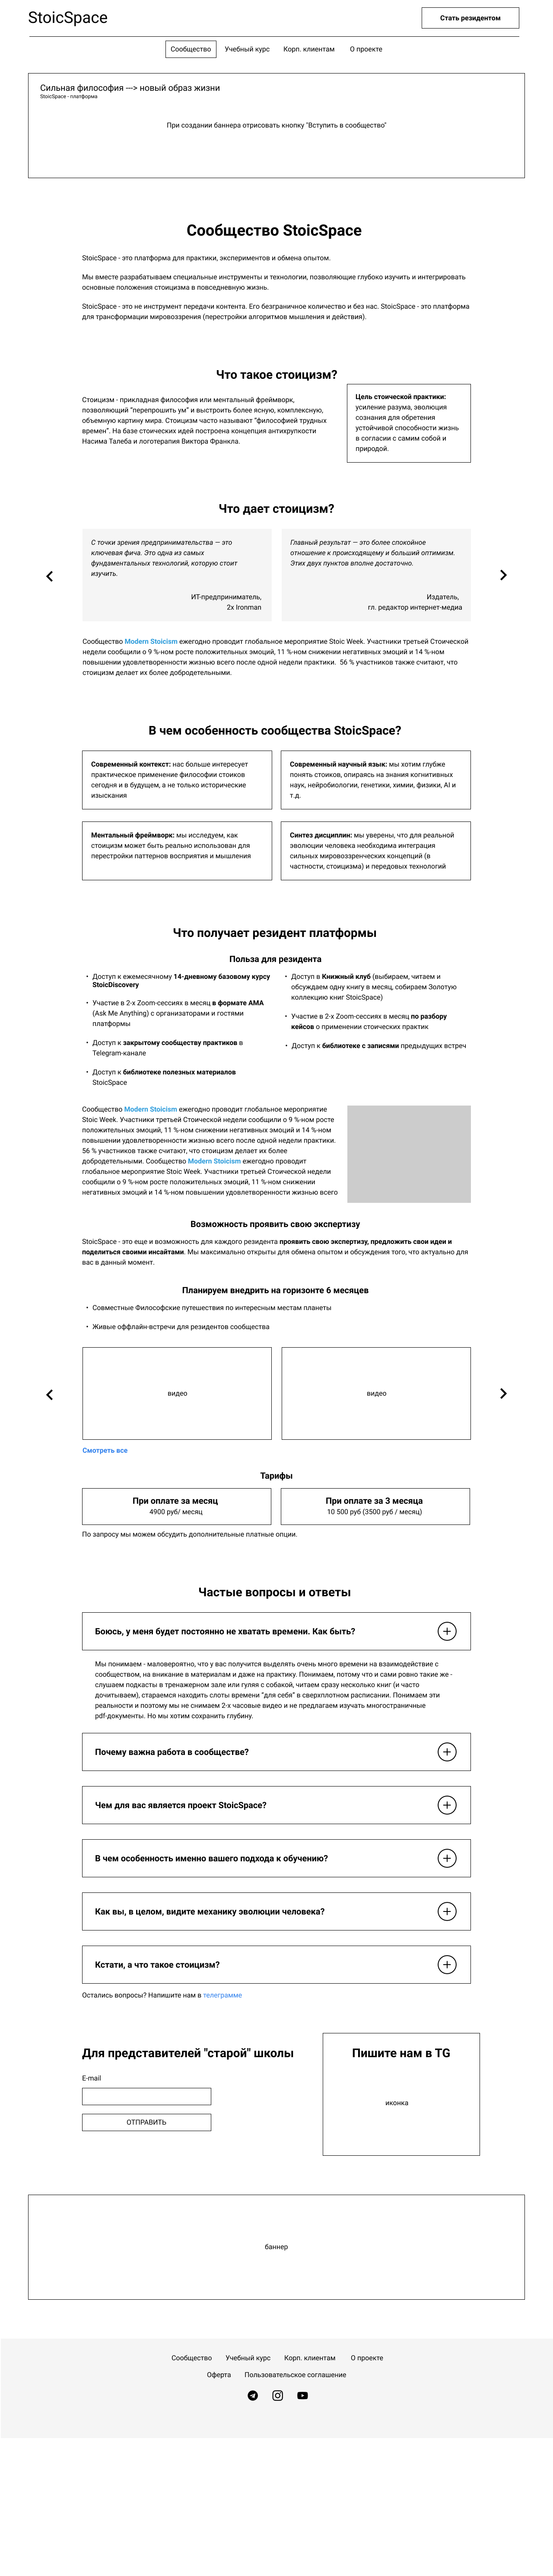 StoicSpace
Стать резидентом
Сообщество
Учебный курс
Корп. клиентам
О проекте
Сильная философия ---> новый образ жизни
StoicSpace - платформа
При создании баннера отрисовать кнопку "Вступить в сообщество"
Сообщество StoicSpace
StoicSpace - это платформа для практики, экспериментов и обмена опытом.
Мы вместе разрабатываем специальные инструменты и технологии, позволяющие глубоко изучить и интегрировать
основные положения стоицизма в повседневную жизнь.
StoicSpace - это не инструмент передачи контента. Его безграничное количество и без нас. StoicSpace - это платформа
для трансформации мировоззрения (перестройки алгоритмов мышления и действия).
Что такое стоицизм?
Стоицизм - прикладная философия или ментальный фреймворк,
позволяющий “перепрошить ум” и выстроить более ясную, комплексную,
объемную картину мира. Стоицизм часто называют “философией трудных
времен”. На базе стоических идей построена концепция антихрупкости
Насима Талеба и логотерапия Виктора Франкла.
Цель стоической практики:
усиление разума, эволюция
сознания для обретения
устойчивой способности жизнь
в согласии с самим собой и
природой.
Что дает стоицизм?
С точки зрения предпринимательства — это
ключевая фича. Это одна из самых
фундаментальных технологий, которую стоит
изучить.
ИТ-предприниматель,
2x Ironman
Главный результат — это более спокойное
отношение к происходящему и больший оптимизм.
Этих двух пунктов вполне достаточно.
Издатель,
гл. редактор интернет-медиа
Сообщество Modern Stoicism ежегодно проводит глобальное мероприятие Stoic Week. Участники третьей Стоической
недели сообщили о 9 %-ном росте положительных эмоций, 11 %-ном снижении негативных эмоций и 14 %-ном
повышении удовлетворенности жизнью всего после одной недели практики.  56 % участников также считают, что
стоицизм делает их более добродетельными.
В чем особенность сообщества StoicSpace?
Современный контекст: нас больше интересует
практическое применение философии стоиков
сегодня и в будущем, а не только исторические
изыскания
Современный научный язык: мы хотим глубже
понять стоиков, опираясь на знания когнитивных
наук, нейробиологии, генетики, химии, физики, AI и
т.д.
Ментальный фреймворк: мы исследуем, как
стоицизм может быть реально использован для
перестройки паттернов восприятия и мышления
Синтез дисциплин: мы уверены, что для реальной
эволюции человека необходима интеграция
сильных мировоззренческих концепций (в
частности, стоицизма) и передовых технологий
Что получает резидент платформы
Польза для резидента
• Доступ к ежемесячному 14-дневному базовому курсу
StoicDiscovery
• Участие в 2-х Zoom-сессиях в месяц в формате AMA
(Ask Me Anything) с организаторами и гостями
платформы
• Доступ к закрытому сообществу практиков в
Telegram-канале
• Доступ к библиотеке полезных материалов
StoicSpace
• Доступ в Книжный клуб (выбираем, читаем и
обсуждаем одну книгу в месяц, собираем Золотую
коллекцию книг StoicSpace)
• Участие в 2-х Zoom-сессиях в месяц по разбору
кейсов о применении стоических практик
• Доступ к библиотеке с записями предыдущих встреч
Сообщество Modern Stoicism ежегодно проводит глобальное мероприятие
Stoic Week. Участники третьей Стоической недели сообщили о 9 %-ном росте
положительных эмоций, 11 %-ном снижении негативных эмоций и 14 %-ном
повышении удовлетворенности жизнью всего после одной недели практики.
56 % участников также считают, что стоицизм делает их более
добродетельными. Сообщество Modern Stoicism ежегодно проводит
глобальное мероприятие Stoic Week. Участники третьей Стоической недели
сообщили о 9 %-ном росте положительных эмоций, 11 %-ном снижении
негативных эмоций и 14 %-ном повышении удовлетворенности жизнью всего
Возможность проявить свою экспертизу
StoicSpace - это еще и возможность для каждого резидента проявить свою экспертизу, предложить свои идеи и
поделиться своими инсайтами. Мы максимально открыты для обмена опытом и обсуждения того, что актуально для
вас в данный момент.
Планируем внедрить на горизонте 6 месяцев
• Совместные Философские путешествия по интересным местам планеты
• Живые оффлайн-встречи для резидентов сообщества
видео
видео
Смотреть все
Тарифы
При оплате за месяц
4900 руб/ месяц
При оплате за 3 месяца
10 500 руб (3500 руб / месяц)
По запросу мы можем обсудить дополнительные платные опции.
Частые вопросы и ответы
Боюсь, у меня будет постоянно не хватать времени. Как быть?
Мы понимаем - маловероятно, что у вас получится выделять очень много времени на взаимодействие с
сообществом, на вникание в материалам и даже на практику. Понимаем, потому что и сами ровно такие же -
слушаем подкасты в тренажерном зале или гуляя с собакой, читаем сразу несколько книг (и часто
дочитываем), стараемся находить слоты времени “для себя” в сверхплотном расписании. Понимаем эти
реальности и поэтому мы не снимаем 2-х часовое видео и не предлагаем изучать многостраничные
pdf-документы. Но мы хотим сохранить глубину.
Почему важна работа в сообществе?
Чем для вас является проект StoicSpace?
В чем особенность именно вашего подхода к обучению?
Как вы, в целом, видите механику эволюции человека?
Кстати, а что такое стоицизм?
Остались вопросы? Напишите нам в телеграмме
Для представителей "старой" школы
E-mail
ОТПРАВИТЬ
Пишите нам в TG
иконка
баннер
Сообщество
Учебный курс
Корп. клиентам
О проекте
Оферта
Пользовательское соглашение